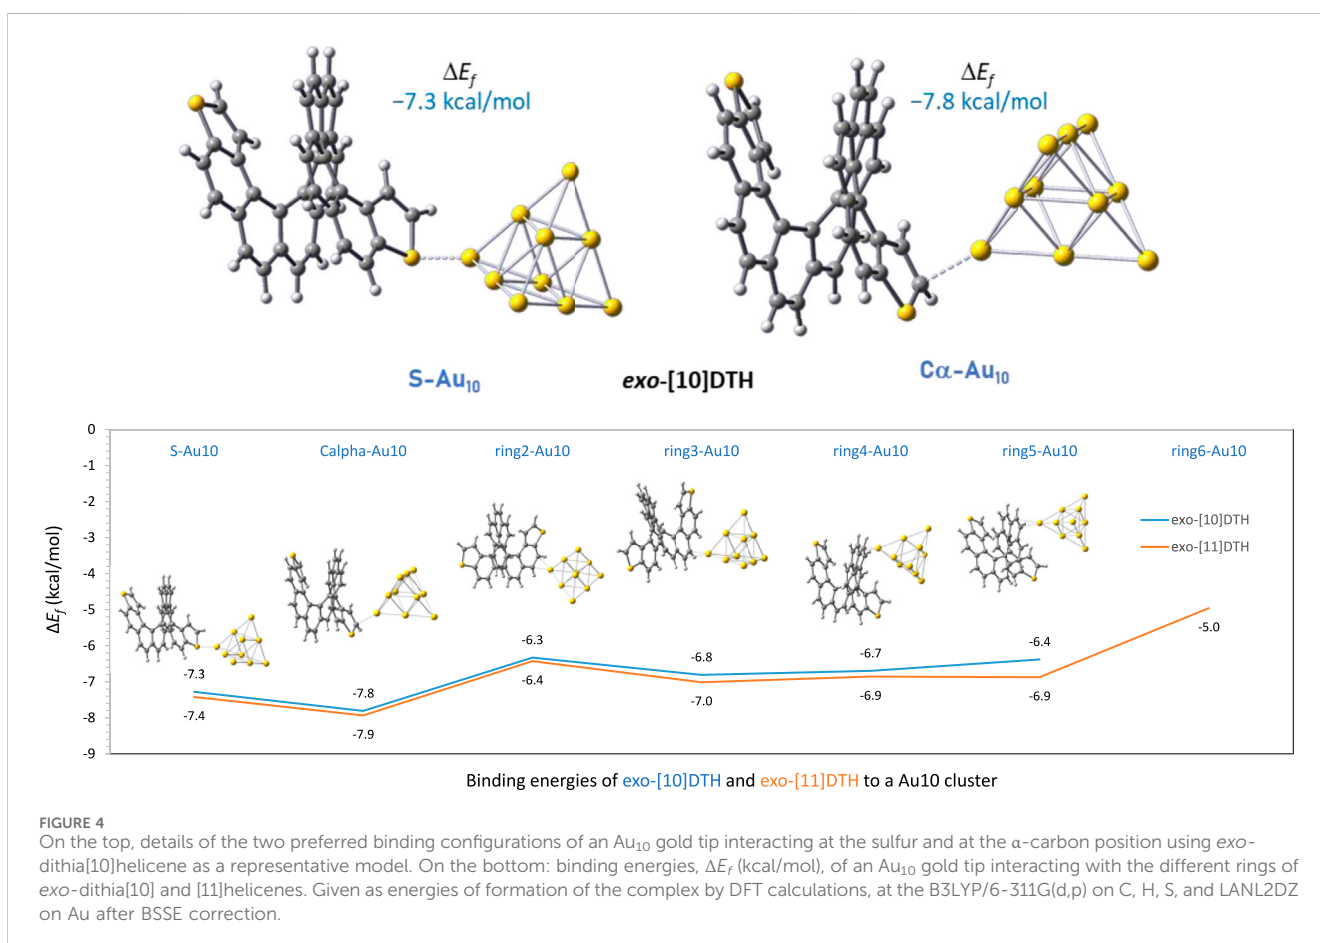 ΔEf
−7.3 kcal/mol
ΔEf
−7.8 kcal/mol
S-Au10
exo-[10]DTH
Cα-Au10
0
-1
-2
-3
-4
-5
-6
-7
-8
-9
ΔEf (kcal/mol)
S-Au10
Calpha-Au10
ring2-Au10
ring3-Au10
ring4-Au10
ring5-Au10
ring6-Au10
exo-[10]DTH
exo-[11]DTH
-7.3
-7.8
-6.3
-6.8
-6.7
-6.4
-7.4
-7.9
-6.4
-7.0
-6.9
-6.9
-5.0
Binding energies of exo-[10]DTH and exo-[11]DTH to a Au10 cluster
FIGURE 4
On the top, details of the two preferred binding configurations of an Au10 gold tip interacting at the sulfur and at the α-carbon position using exo-
dithia[10]helicene as a representative model. On the bottom: binding energies, ΔEf (kcal/mol), of an Au10 gold tip interacting with the different rings of
exo-dithia[10] and [11]helicenes. Given as energies of formation of the complex by DFT calculations, at the B3LYP/6-311G(d,p) on C, H, S, and LANL2DZ
on Au after BSSE correction.